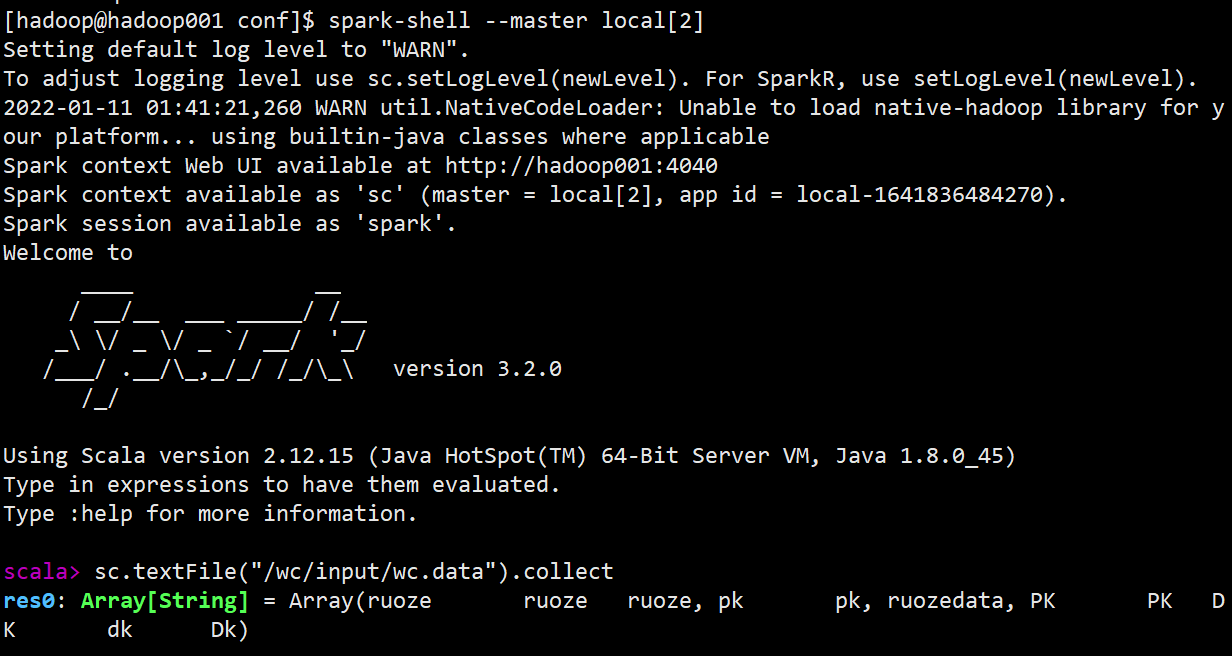 [hadoop@hadoop001 conf]$ spark-shell --master local[2]
Setting default log level to "WARN".
To adjust logging level use sc.setLogLevel(newLevel). For SparkR, use setLogLevel(newLevel).
2022-01-11 01:41:21,260 WARN util.NativeCodeLoader: Unable to load native-hadoop library for y
our platform... using builtin-java classes where applicable
Spark context Web UI available at http://hadoop001:4040
Spark context available as 'sc' (master = local[2], app id = local-1641836484270).
Spark session available as 'spark'.
Welcome to
      ____              __
     / __/__  ___ _____/ /__
    _\ \/ _ \/ _ `/ __/  '_/
   /___/ .__/\_,_/_/ /_/\_\   version 3.2.0
      /_/
Using Scala version 2.12.15 (Java HotSpot(TM) 64-Bit Server VM, Java 1.8.0_45)
Type in expressions to have them evaluated.
Type :help for more information.
scala> sc.textFile("/wc/input/wc.data").collect
res0: Array[String] = Array(ruoze       ruoze   ruoze, pk       pk, ruozedata, PK       PK   D
K       dk      Dk)